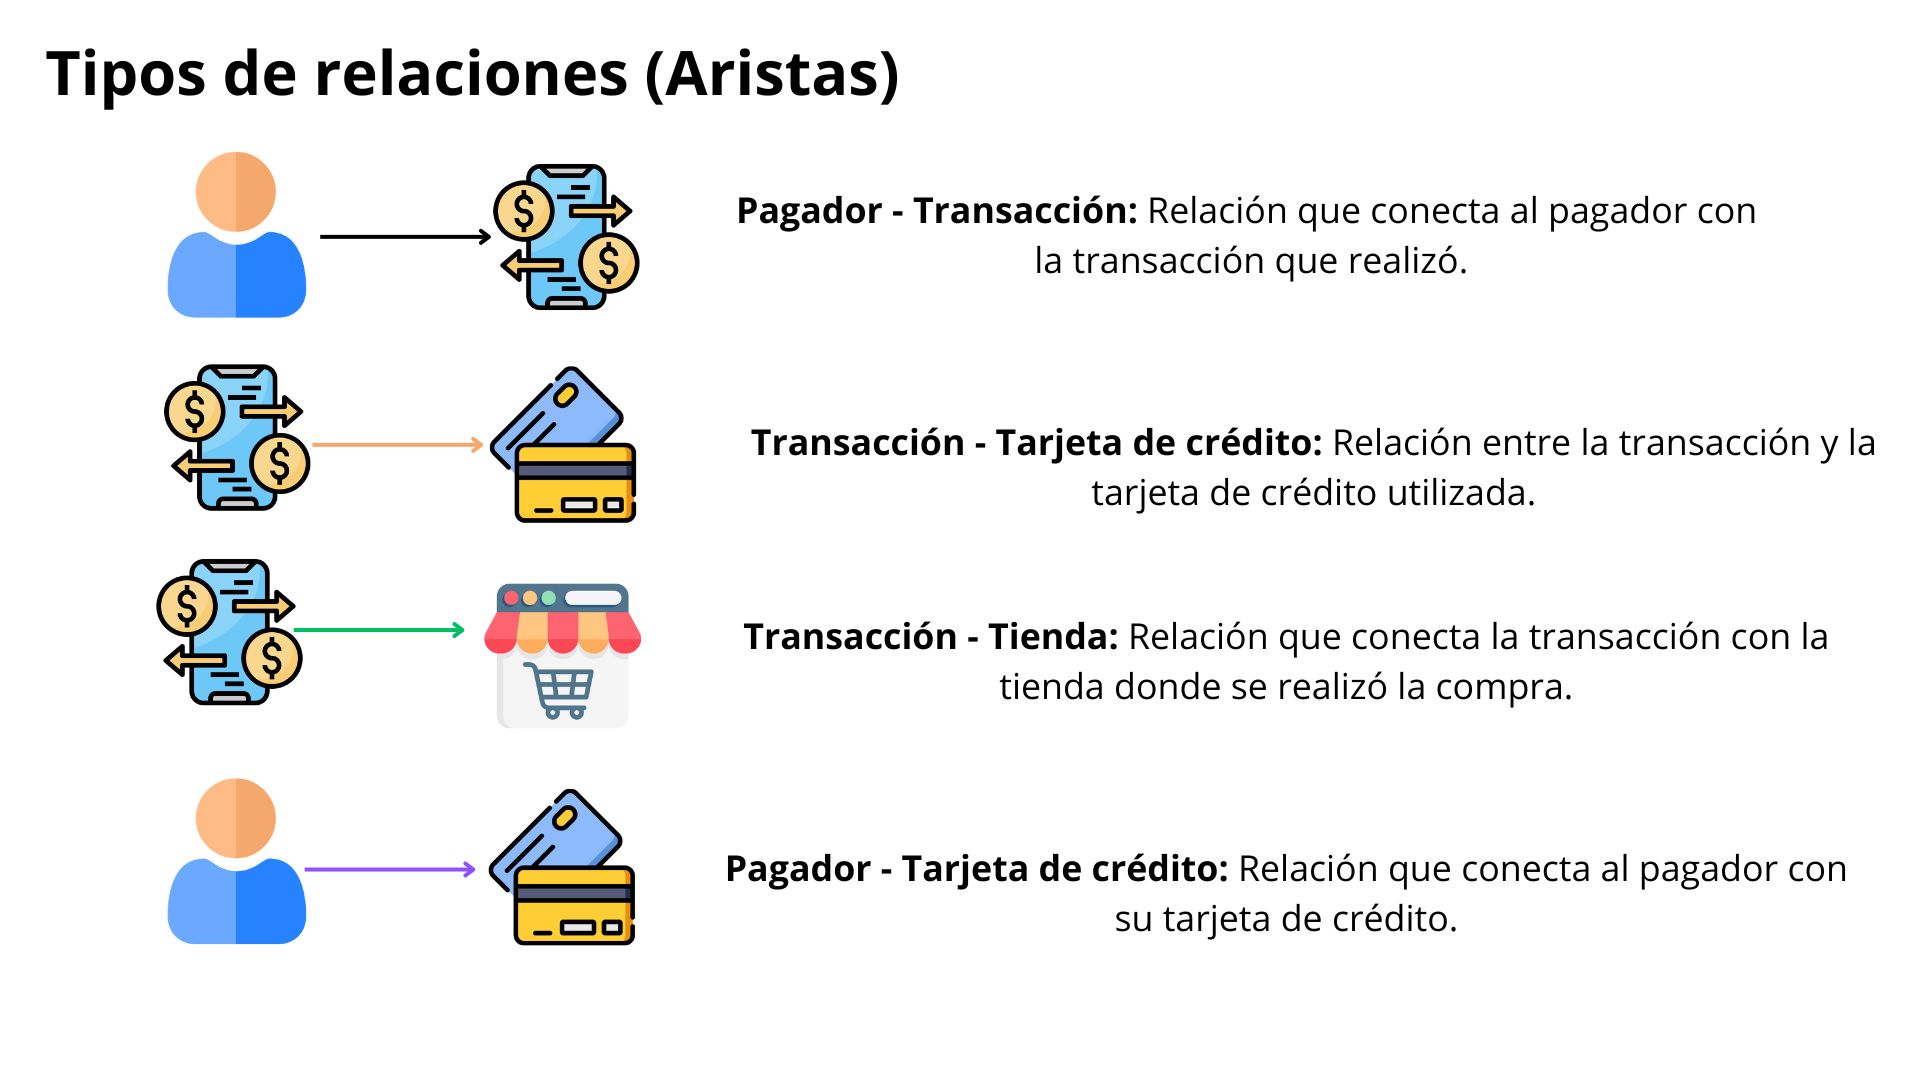 Tipos de relaciones (Aristas)
Pagador - Transacción: Relación que conecta al pagador con
la transacción que realizó.
Transacción - Tarjeta de crédito: Relación entre la transacción y la
tarjeta de crédito utilizada.
Transacción - Tienda: Relación que conecta la transacción con la
tienda donde se realizó la compra.
Pagador - Tarjeta de crédito: Relación que conecta al pagador con
su tarjeta de crédito.